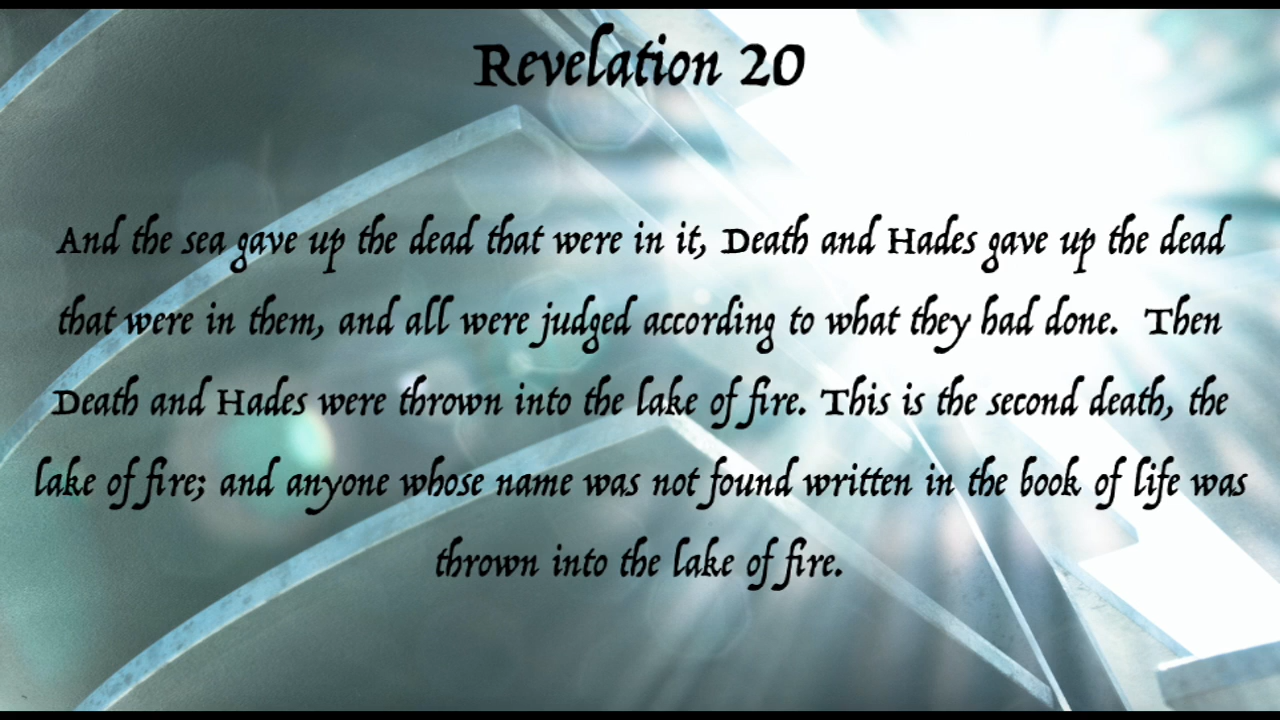 Revelation 20
And the sea gave up the dead that were in it, Death and Hades gave up the dead
that were in them, and all were judged according to what they had done.  Then
Death and Hades were thrown into the lake of fire. This is the second death, the
lake of fire; and anyone whose name was not found written in the book of life was
thrown into the lake of fire.